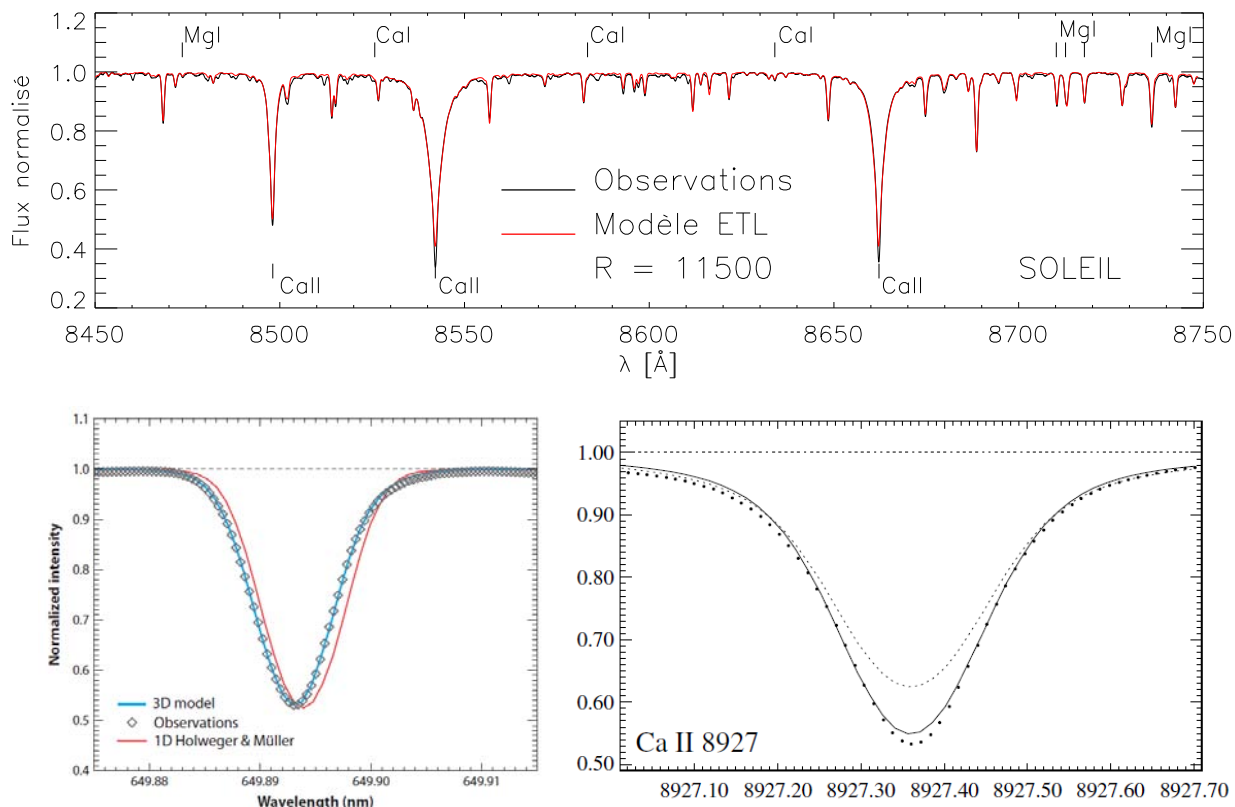 1.2
MgI
CaI
CaI
CaI
MgI
MgI
1.0
0.8
0.6
0.4
0.2
Flux normalisé
Observations
Modèle ETL
R = 11500
SOLEIL
CaII
CaII
CaII
8450
8500
8550
8600
8650
8700
8750
λ [Å]
1.1
1.0
0.9
0.8
0.7
0.6
0.5
0.4
Normalized intensity
3D model
Observations
1D Holweger & Müller
649.88
649.89
649.90
649.91
Wavelength (nm)
1.00
0.90
0.80
0.70
0.60
0.50
Ca II 8927
8927.10 8927.20 8927.30 8927.40 8927.50 8927.60 8927.70